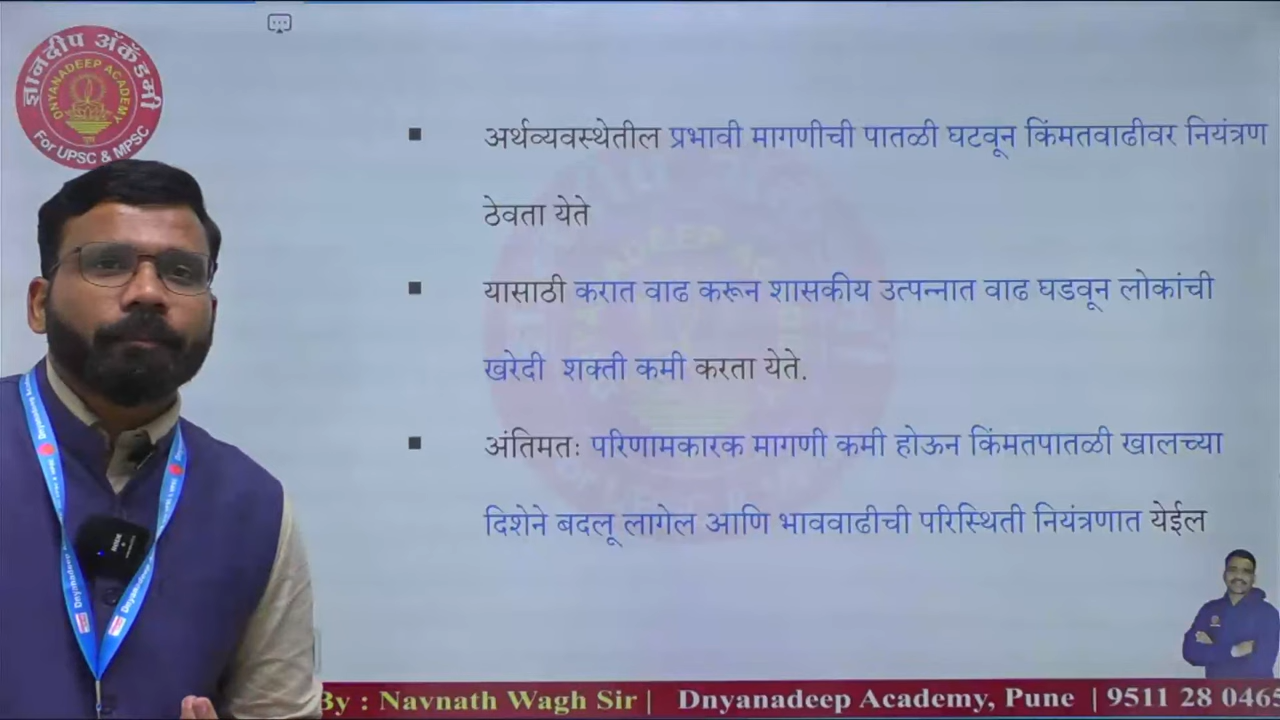 ज्ञानदीप अ‍ॅकॅडमी
DNYANADEEP ACADEMY
For UPSC & MPSC
▪ अर्थव्यवस्थेतील प्रभावी मागणीची पातळी घटवून किंमतवाढीवर नियंत्रण
ठेवता येते
▪ यासाठी करात वाढ करून शासकीय उत्पन्नात वाढ घडवून लोकांची
खरेदी शक्ती कमी करता येते.
▪ अंतिमतः परिणामकारक मागणी कमी होऊन किंमतपातळी खालच्या
दिशेने बदलू लागेल आणि भाववाढीची परिस्थिती नियंत्रणात येईल
By : Navnath Wagh Sir | Dnyanadeep Academy, Pune | 9511 28 0465